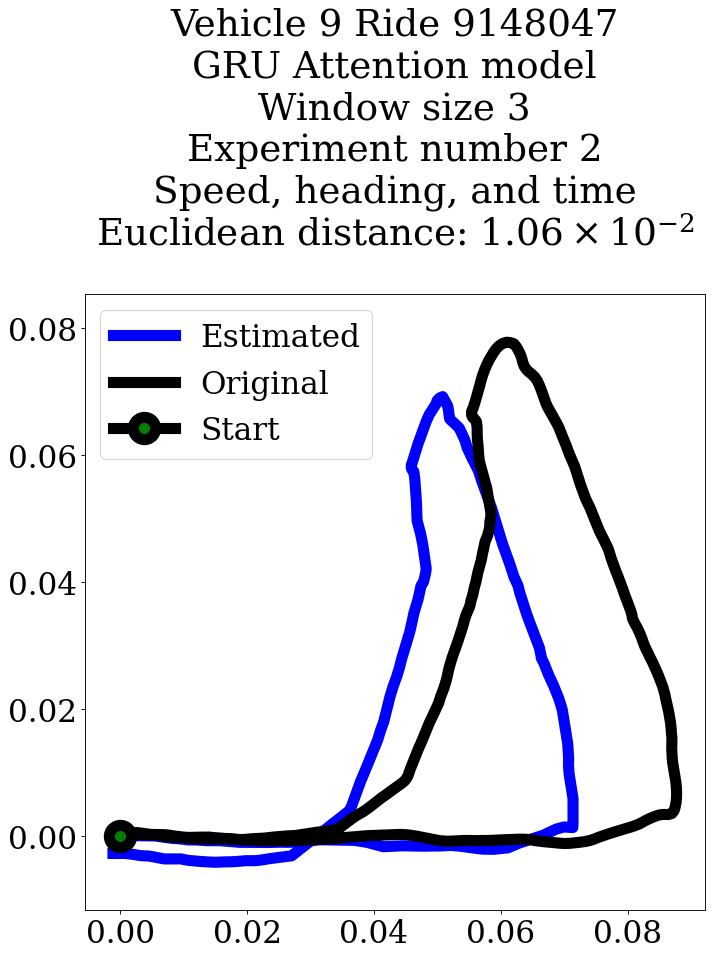 Vehicle 9 Ride 9148047
GRU Attention model
Window size 3
Experiment number 2
Speed, heading, and time
Euclidean distance: 1.06 × 10⁻²
Estimated
Original
Start
0.08
0.06
0.04
0.02
0.00
0.00 0.02 0.04 0.06 0.08